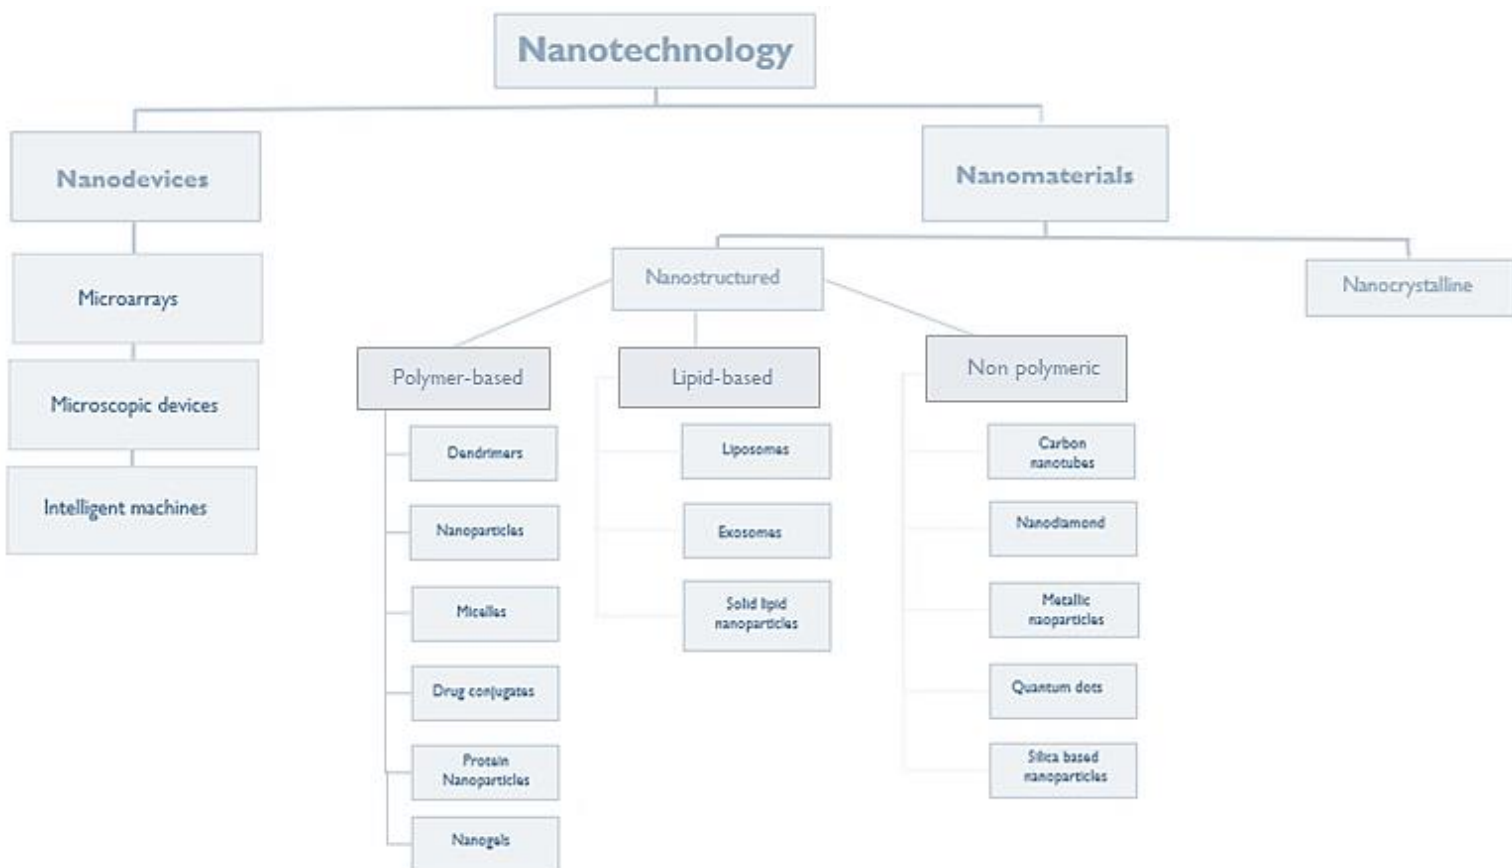 Nanotechnology
Nanodevices
Nanomaterials
Microarrays
Microscopic devices
Intelligent machines
Nanostructured
Nanocrystalline
Polymer-based
Lipid-based
Non polymeric
Dendrimers
Nanoparticles
Micelles
Drug conjugates
Protein
Nanoparticles
Nanogels
Liposomes
Exosomes
Solid lipid
nanoparticles
Carbon
nanotubes
Nanodiamond
Metallic
naoparticles
Quantum dots
Silica based
nanoparticles